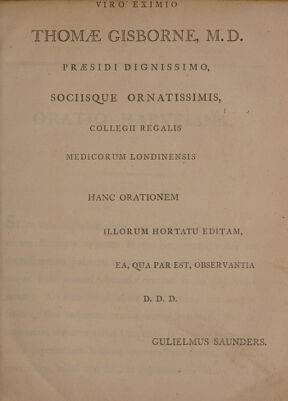 VIRO EXIMIO
THOMÆ GISBORNE, M. D.
PRÆSIDI DIGNISSIMO,
SOCIISQUE ORNATISSIMIS,
COLLEGII REGALIS
MEDICORUM LONDINENSIS
HANC ORATIONEM
ILLORUM HORTATU EDITAM,
EA, QUA PAR EST, OBSERVANTIA
D. D. D.
GULIELMUS SAUNDERS.